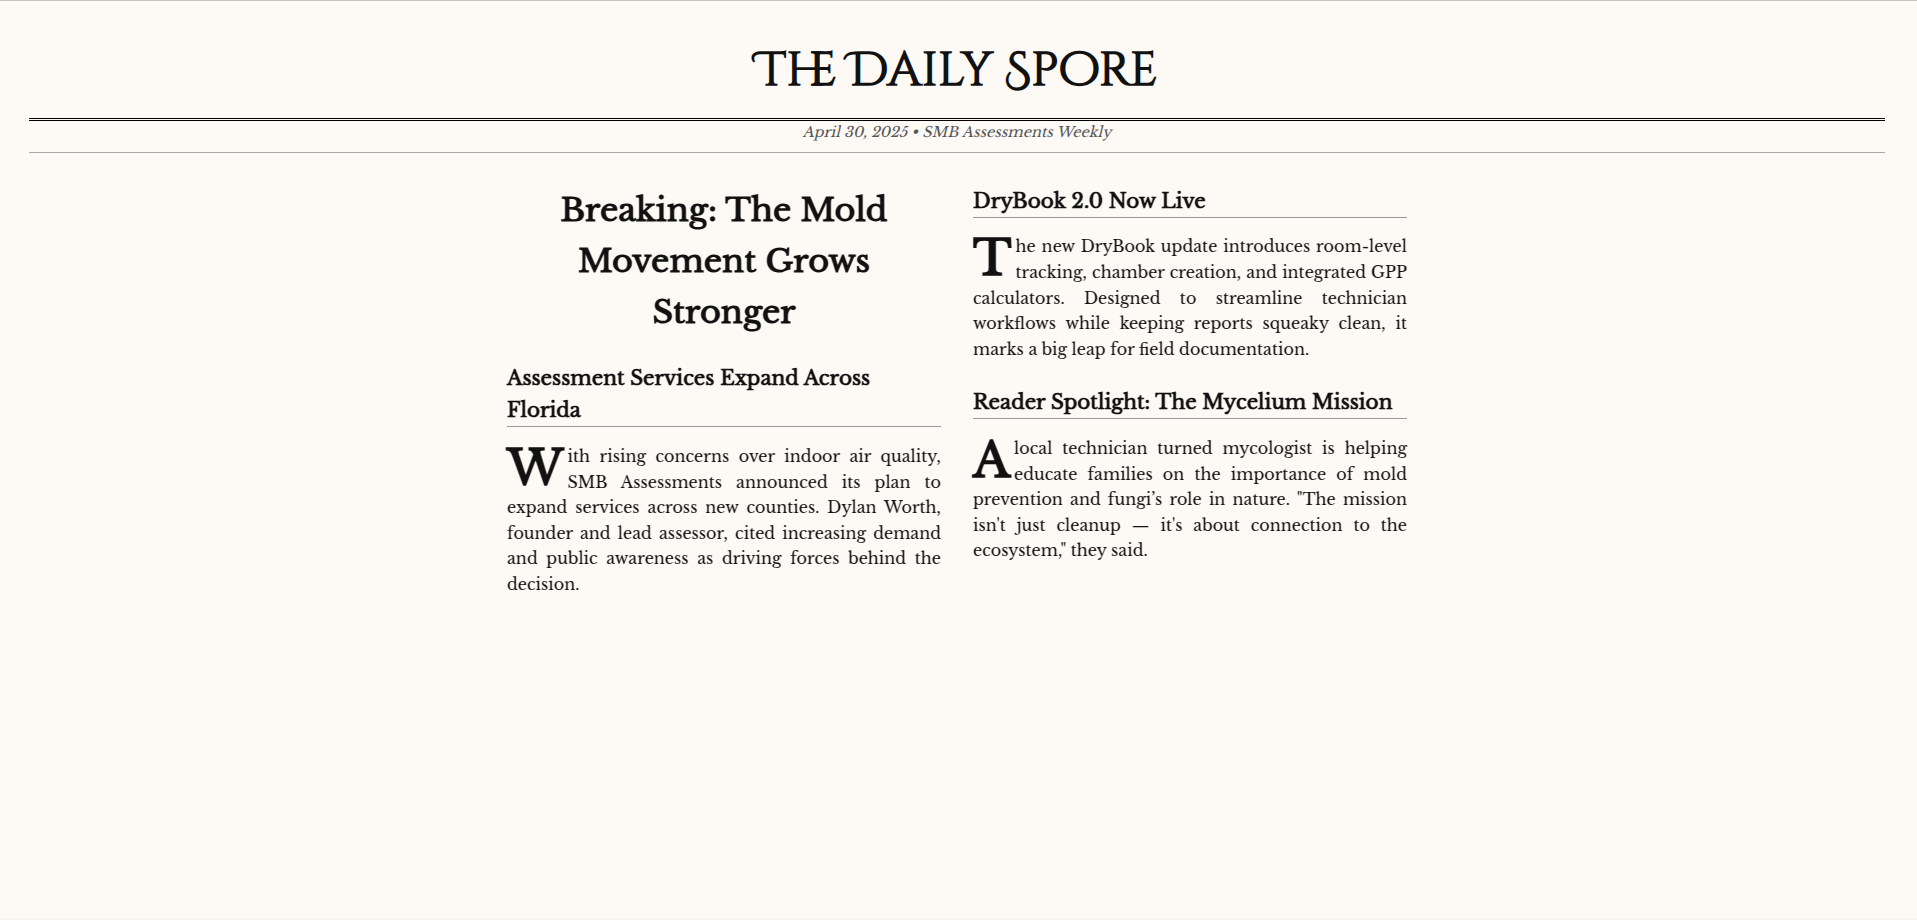 THE DAILY SPORE
April 30, 2025 • SMB Assessments Weekly
Breaking: The Mold
Movement Grows
Stronger
Assessment Services Expand Across
Florida
With rising concerns over indoor air quality,
SMB Assessments announced its plan to
expand services across new counties. Dylan Worth,
founder and lead assessor, cited increasing demand
and public awareness as driving forces behind the
decision.
DryBook 2.0 Now Live
The new DryBook update introduces room-level
tracking, chamber creation, and integrated GPP
calculators. Designed to streamline technician
workflows while keeping reports squeaky clean, it
marks a big leap for field documentation.
Reader Spotlight: The Mycelium Mission
A local technician turned mycologist is helping
educate families on the importance of mold
prevention and fungi’s role in nature. "The mission
isn't just cleanup — it's about connection to the
ecosystem," they said.